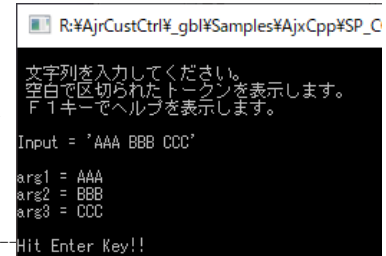 R:¥AjrCustCtrl¥_gbl¥Samples¥AjxCpp¥SP_C
文字列を入力してください。
空白で区切られたトークンを表示します。
F1キーでヘルプを表示します。
Input = 'AAA BBB CCC'
arg1 = AAA
arg2 = BBB
arg3 = CCC
Hit Enter Key!!